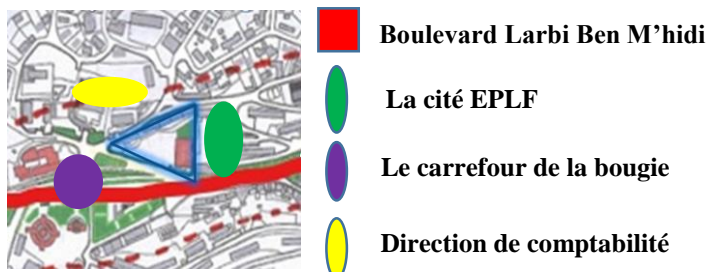 Boulevard Larbi Ben M’hidi
La cité EPLF
Le carrefour de la bougie
Direction de comptabilité